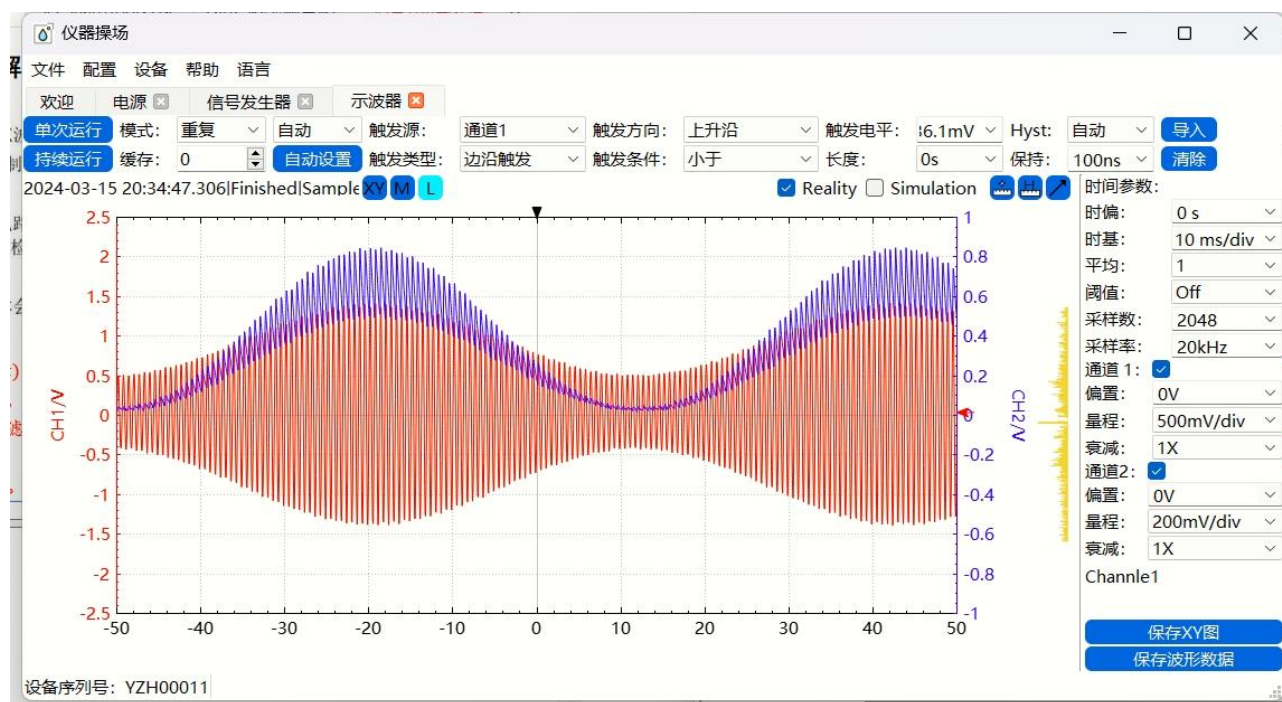 仪器操场
文件 配置 设备 帮助 语言
欢迎 电源 信号发生器 示波器
单次运行 模式: 重复 自动 触发源: 通道1 触发方向: 上升沿 触发电平: 36.1mV Hyst: 自动 导入
持续运行 缓存: 0 自动设置 触发类型: 边沿触发 触发条件: 小于 长度: 0s 保持: 100ns 清除
2024-03-15 20:34:47.306|Finished|Sample XY M L Reality Simulation
时间参数:
时偏: 0 s
时基: 10 ms/div
平均: 1
阈值: Off
采样数: 2048
采样率: 20kHz
通道 1:
偏置: 0V
量程: 500mV/div
衰减: 1X
通道2:
偏置: 0V
量程: 200mV/div
衰减: 1X
Channle1
保存XY图
保存波形数据
CH1/V
2.5
2
1.5
1
0.5
0
-0.5
-1
-1.5
-2
-2.5
CH2/V
1
0.8
0.6
0.4
0.2
0
-0.2
-0.4
-0.6
-0.8
-1
-50 -40 -30 -20 -10 0 10 20 30 40 50
设备序列号: YZH00011